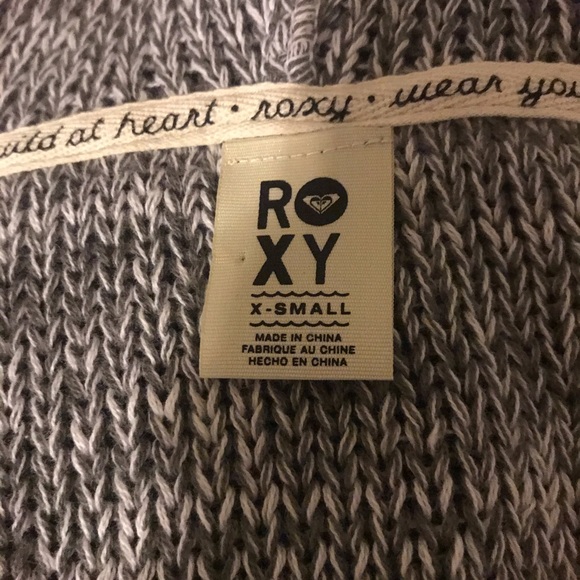 wild at heart • roxy • wear you
ROXY
X-SMALL
MADE IN CHINA
FABRIQUE AU CHINE
HECHO EN CHINA